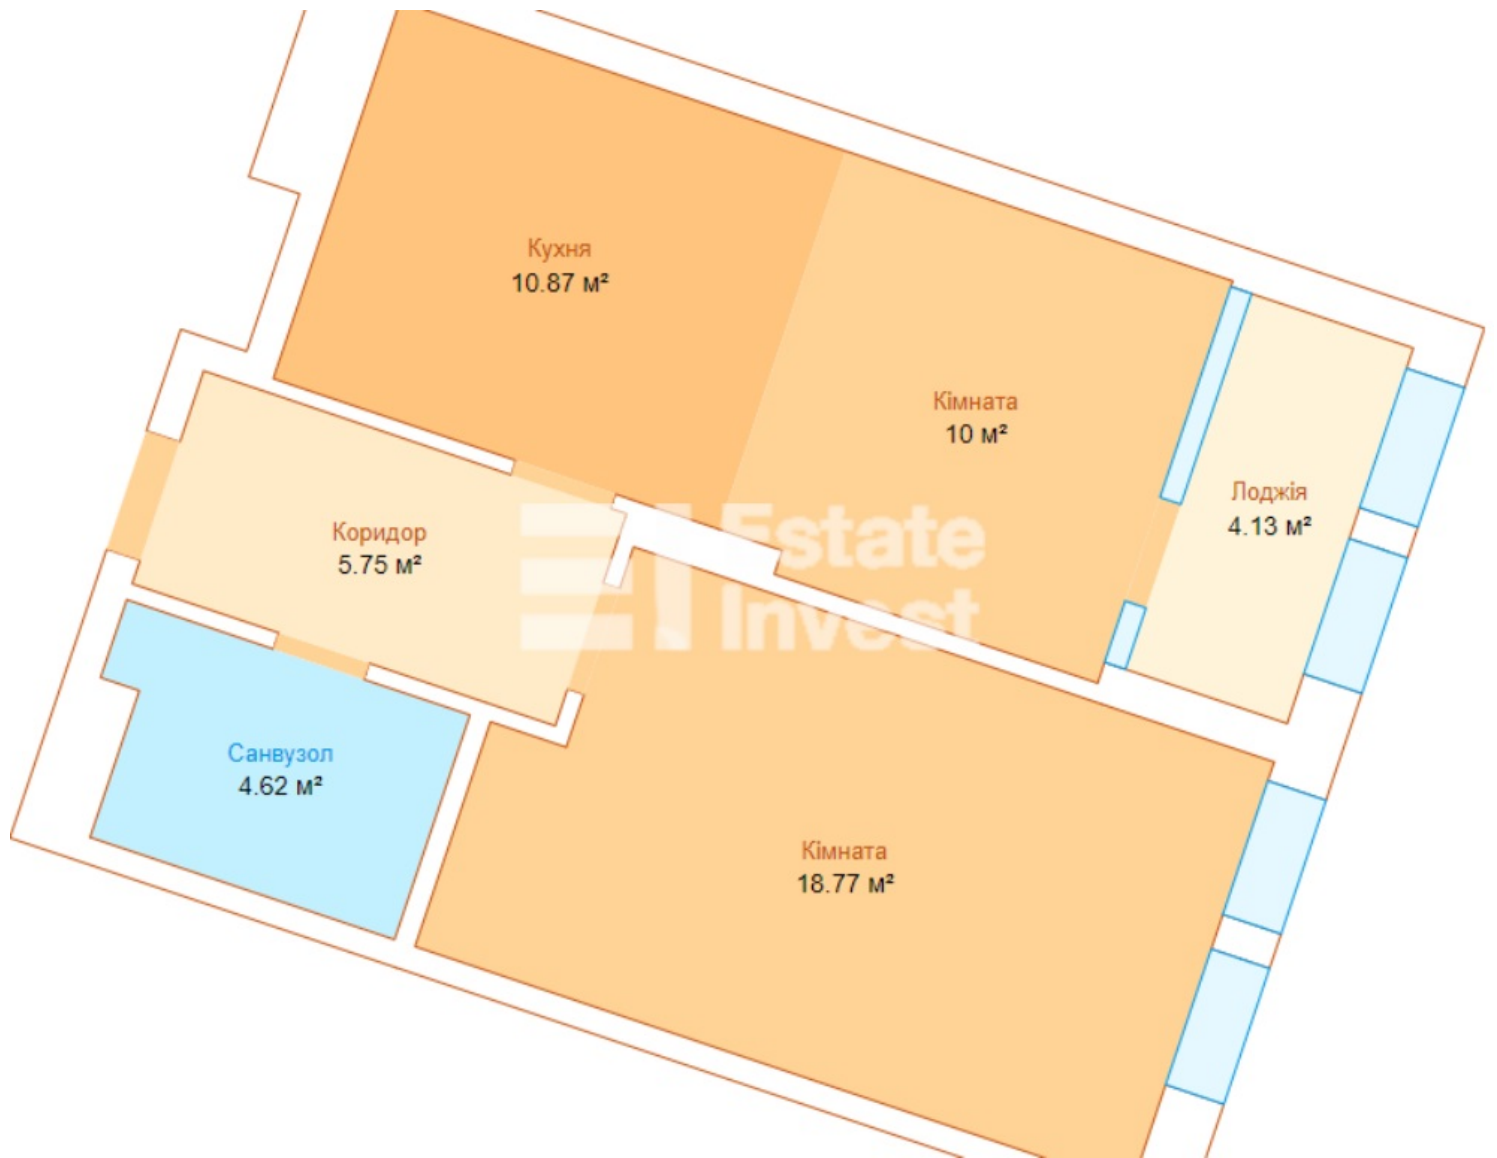 Кухня
10.87 м²
Кімната
10 м²
Лоджія
4.13 м²
Коридор
5.75 м²
Estate
Invest
Санвузол
4.62 м²
Кімната
18.77 м²